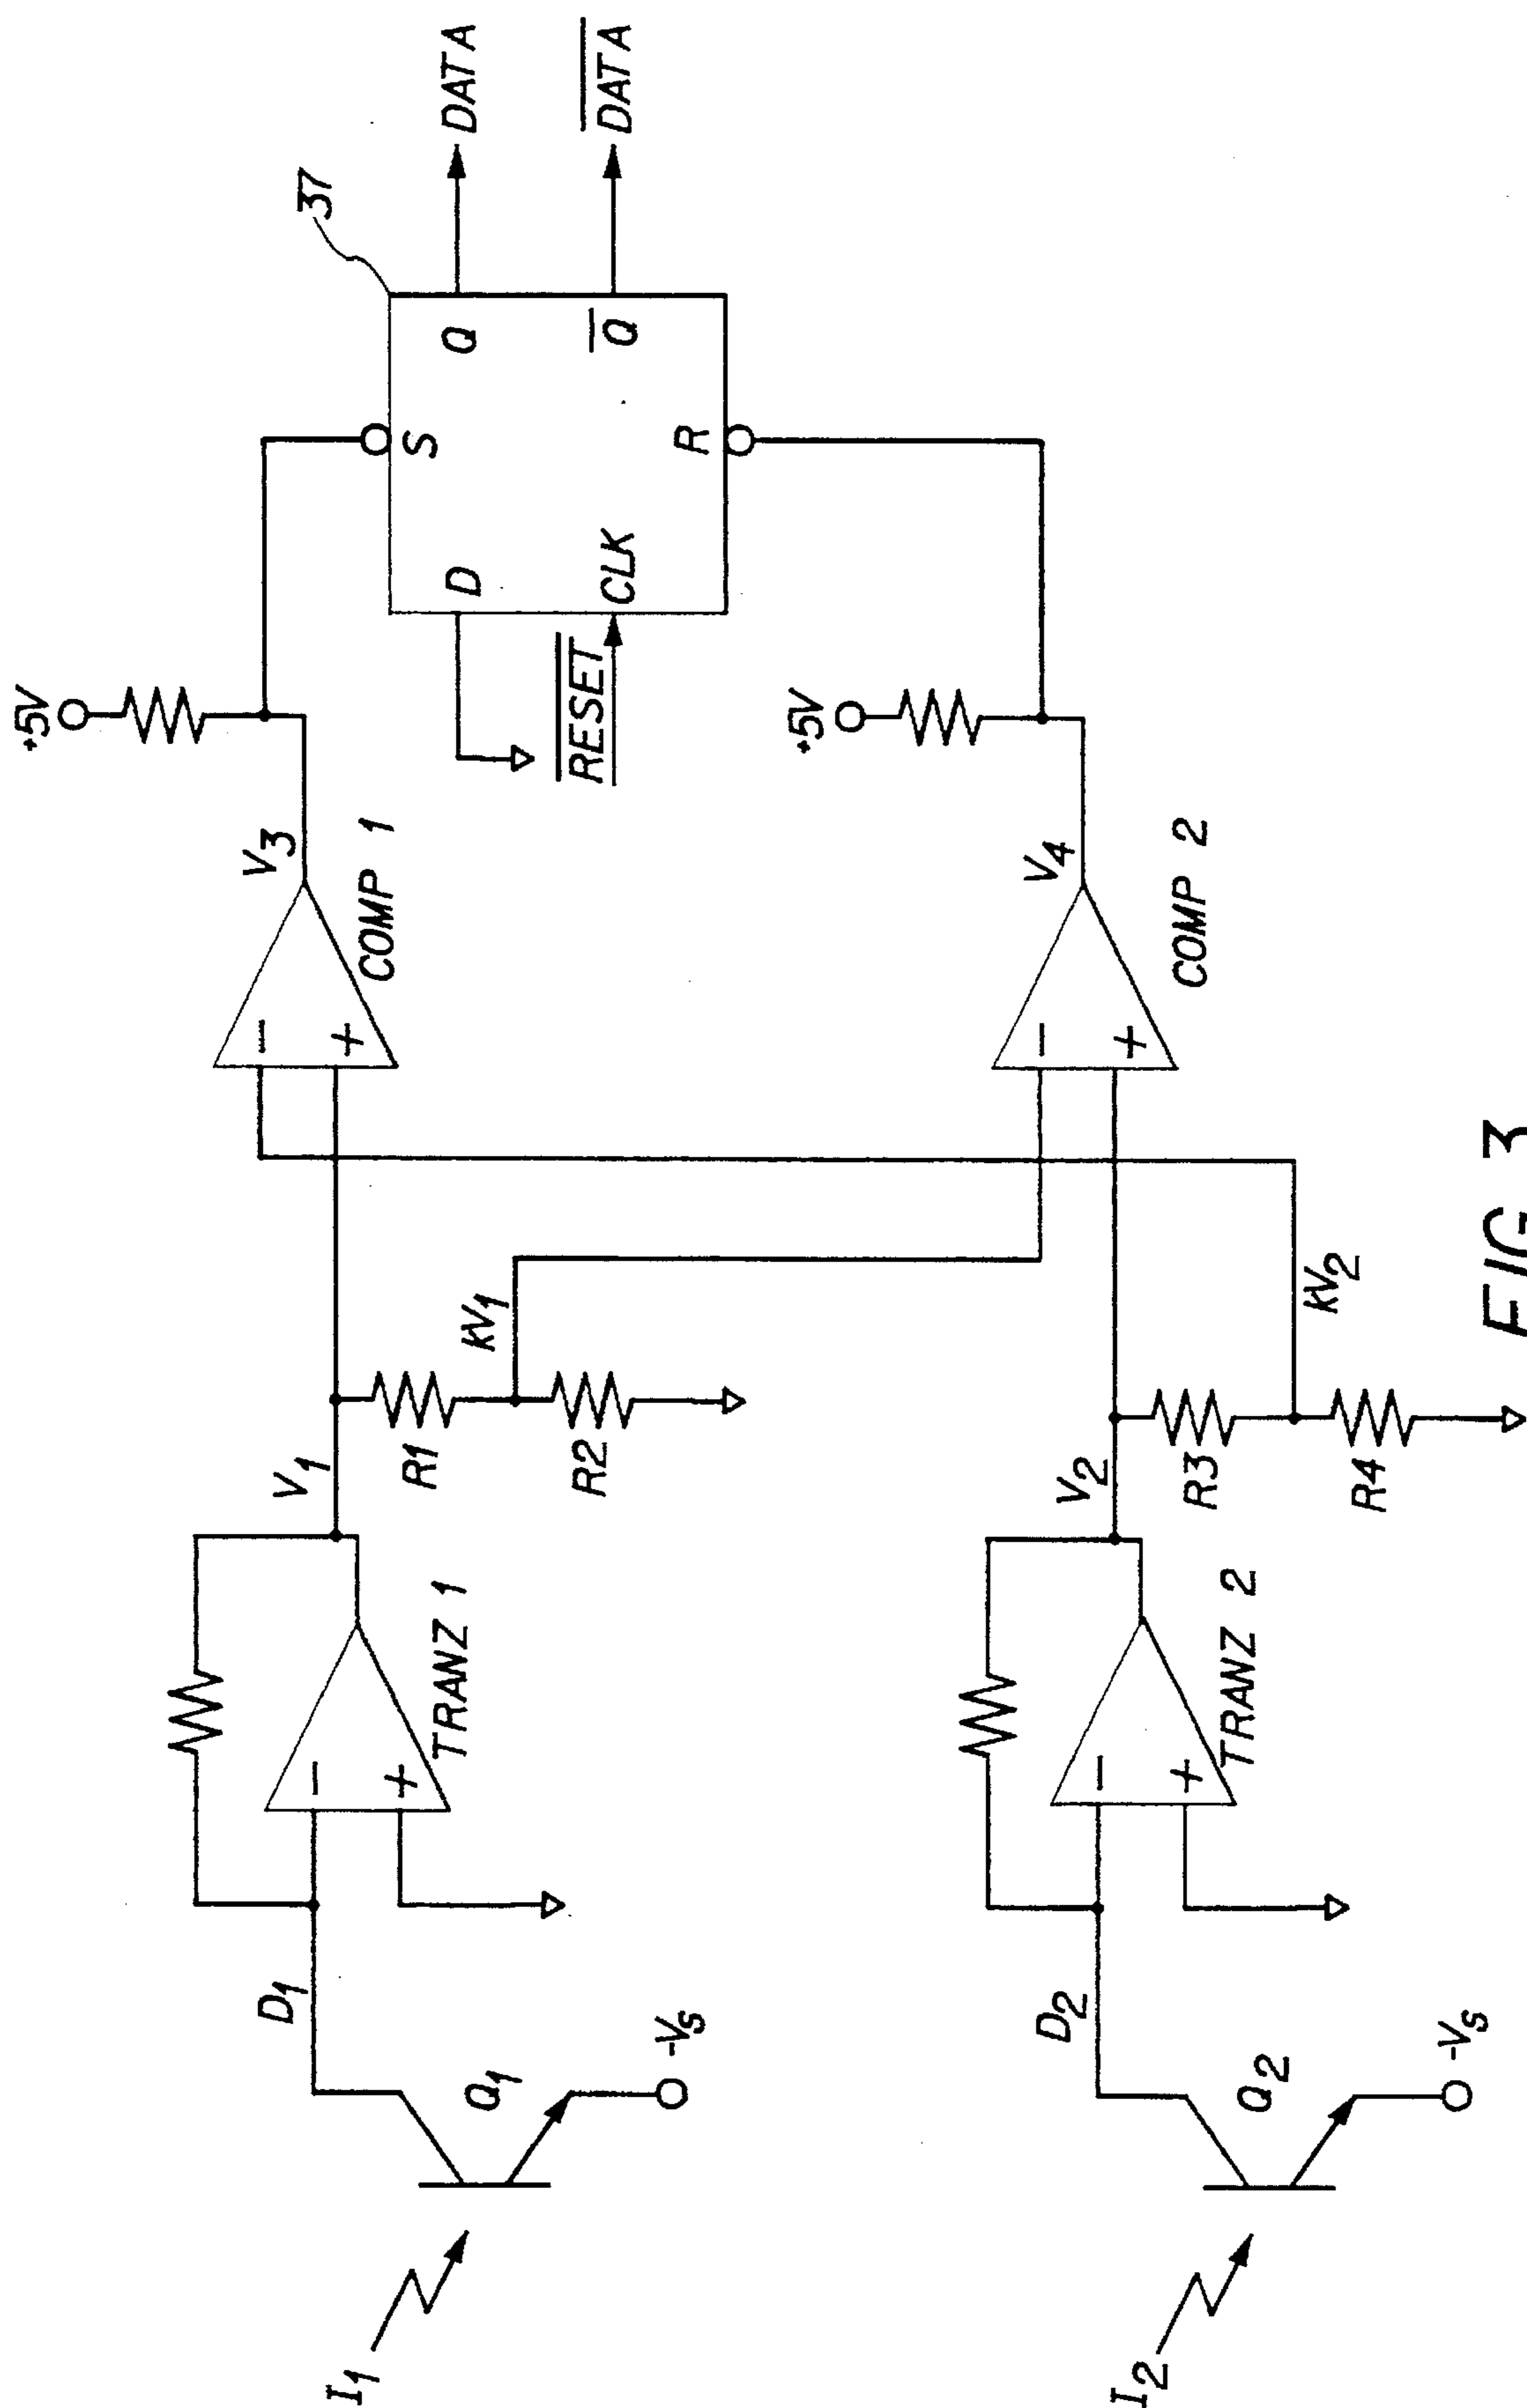 +5V
37
V3
COMP 1
S
D
Q
DATA
CLK
Q
DATA
RESET
R
I1
Q1
-Vs
D1
-
+
TRANZ 1
V1
R1
R2
kV1
-
+
+5V
V4
COMP 2
I2
Q2
-Vs
D2
-
+
TRANZ 2
V2
R3
R4
kV2
-
+
FIG 3